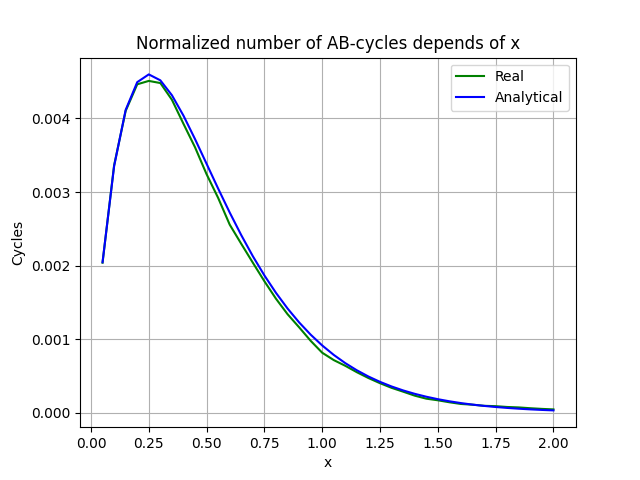 Normalized number of AB-cycles depends of x
Real
Analytical
0.004
0.003
0.002
0.001
0.000
Cycles
0.00 0.25 0.50 0.75 1.00 1.25 1.50 1.75 2.00
x